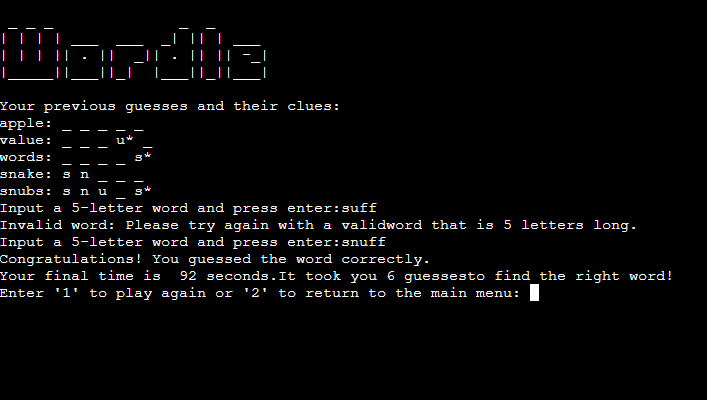 Wordle
Your previous guesses and their clues:
apple: _ _ _ _ _
value: _ _ _ u* _
words: _ _ _ _ s*
snake: s n _ _ _
snubs: s n u _ s*
Input a 5-letter word and press enter:suff
Invalid word: Please try again with a validword that is 5 letters long.
Input a 5-letter word and press enter:snuff
Congratulations! You guessed the word correctly.
Your final time is  92 seconds.It took you 6 guessesto find the right word!
Enter '1' to play again or '2' to return to the main menu: